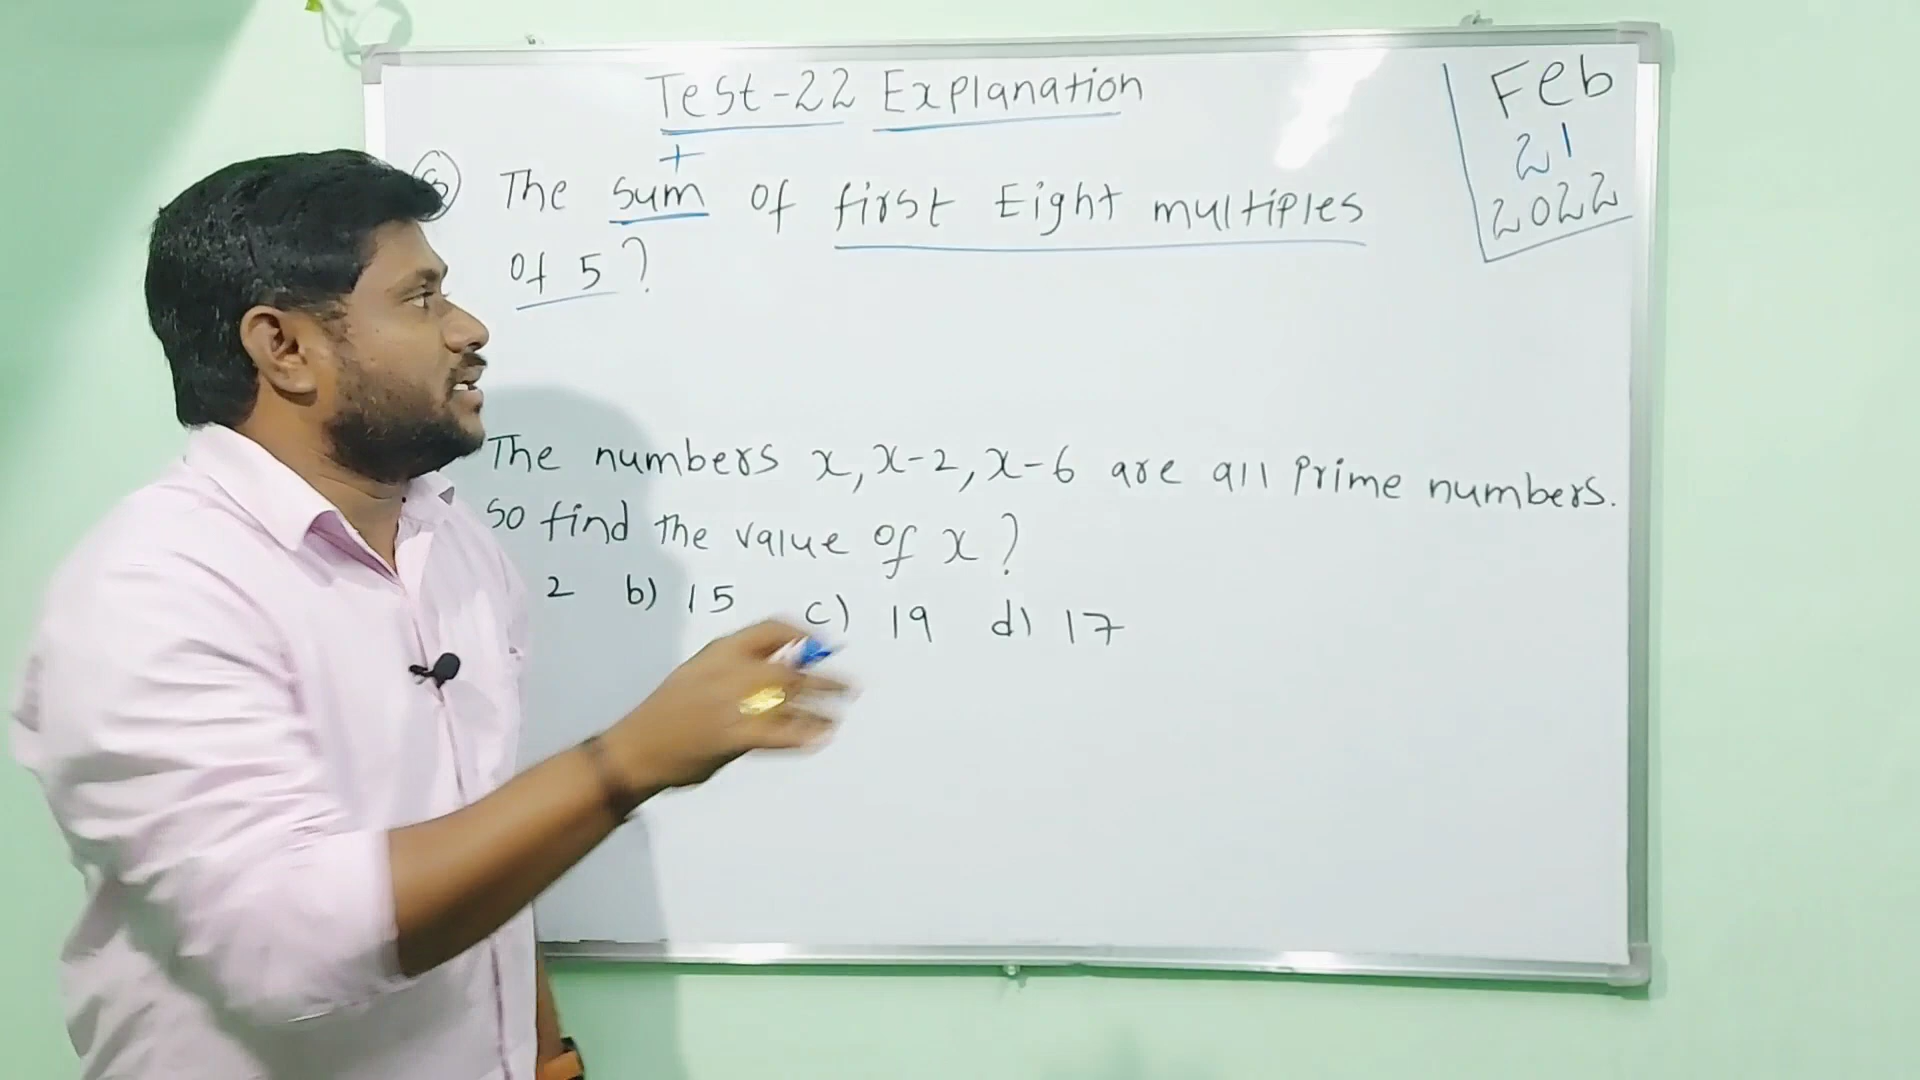 Test-22 Explanation
Feb
21
2022
+
The sum of first Eight multiples
of 5?
The numbers x, x-2, x-6 are all prime numbers.
so find the value of x?
2 b) 15 c) 19 d) 17